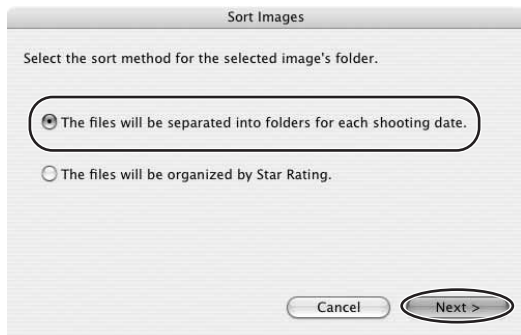 Sort Images
Select the sort method for the selected image's folder.
The files will be separated into folders for each shooting date.
The files will be organized by Star Rating.
Cancel
Next >